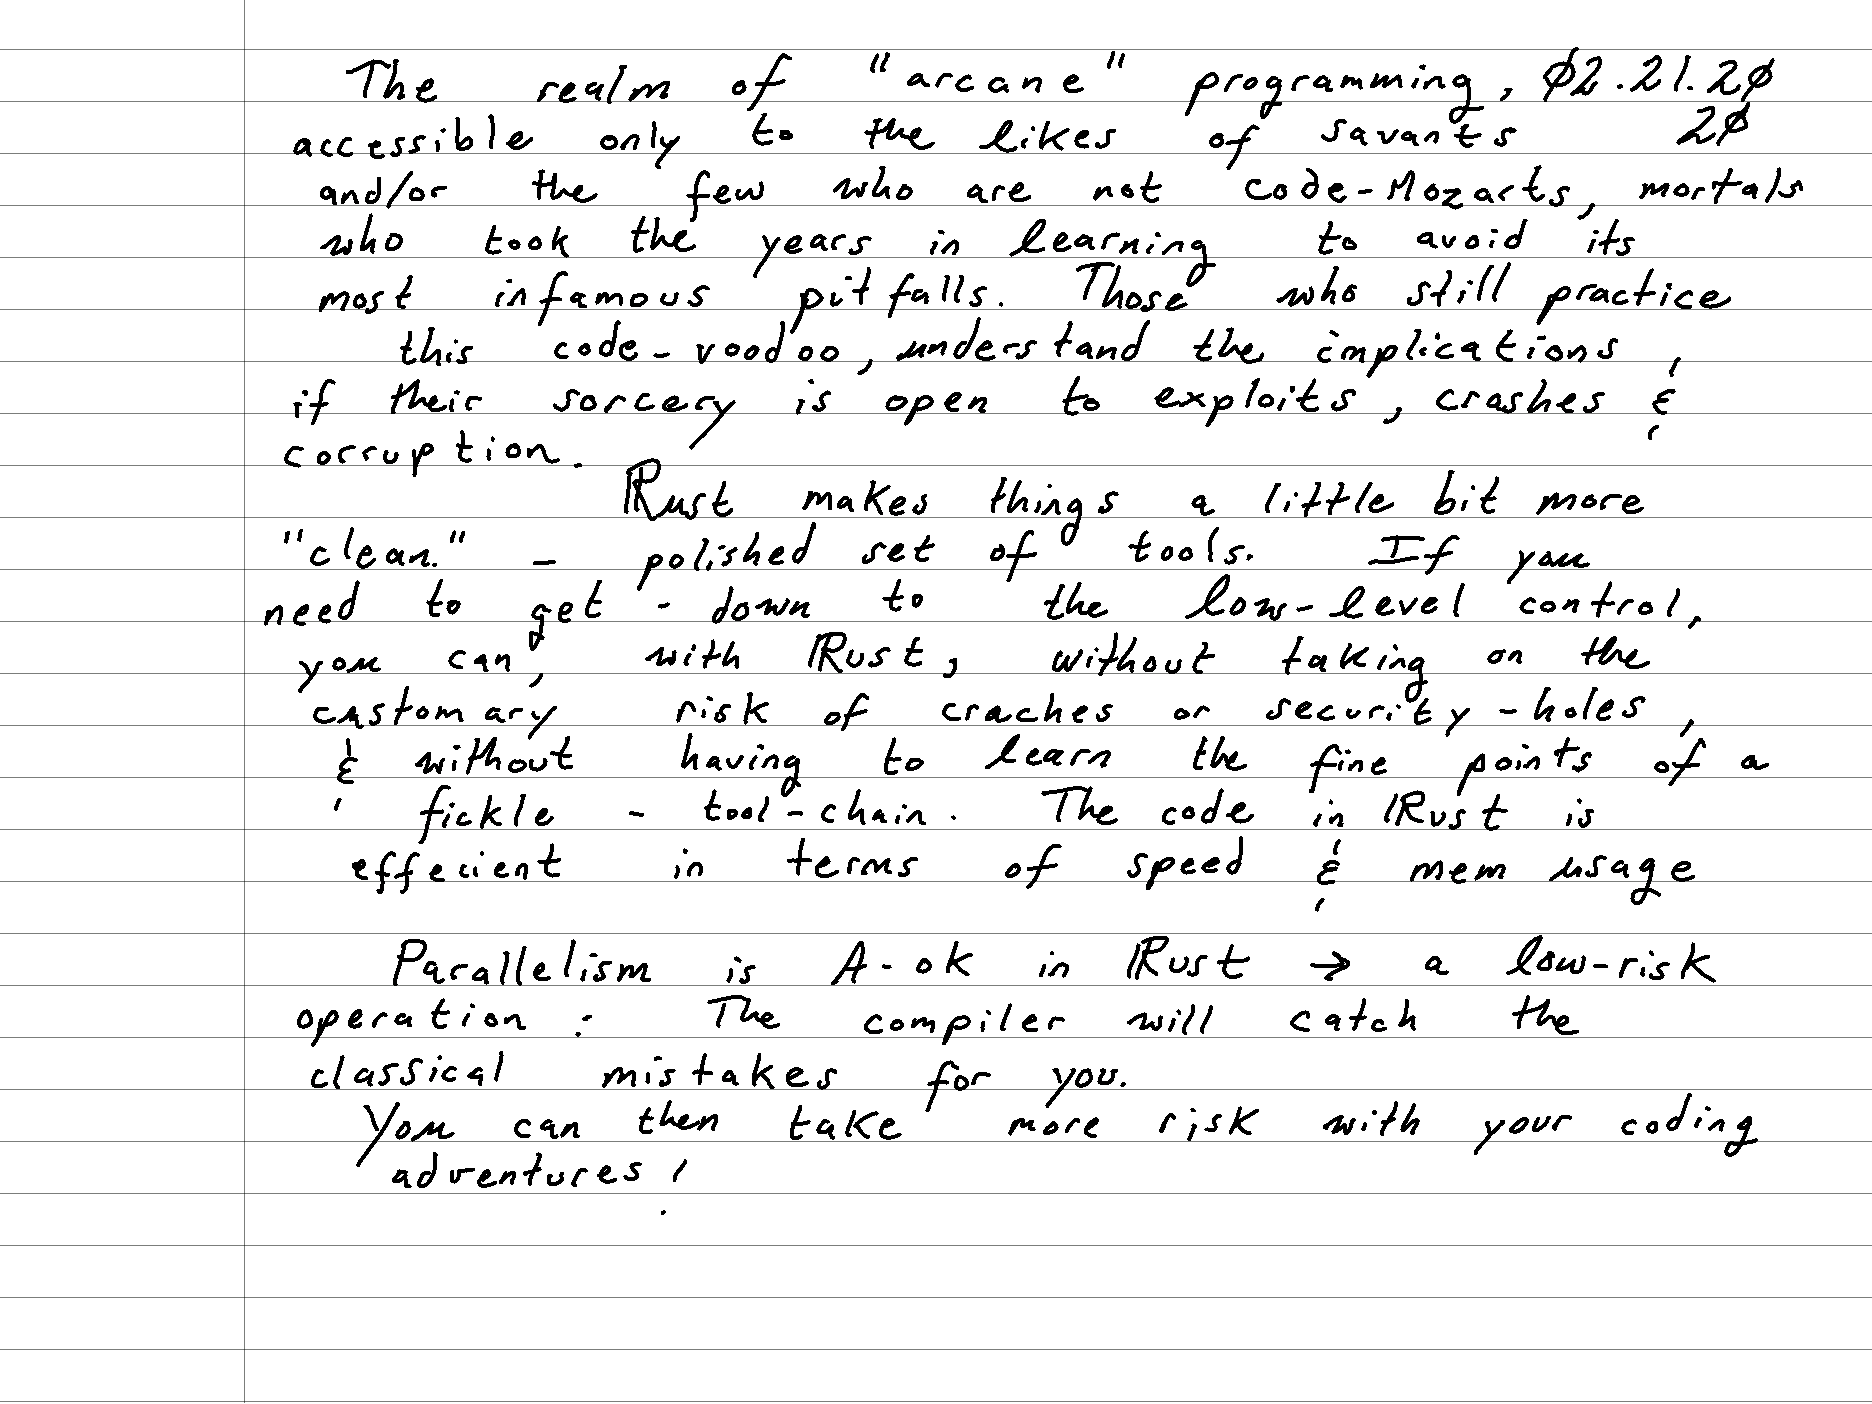 The realm of "arcane" programming, 02.21.20
accessible only to the likes of savants 20
and/or the few who are not code-Mozarts, mortals
who took the years in learning to avoid its
most infamous pitfalls. Those who still practice
this code-voodoo, understand the implications,
if their sorcery is open to exploits, crashes &
corruption.
Rust makes things a little bit more
"clean." - polished set of tools. If you
need to get-down to the low-level control,
you can, with Rust, without taking on the
customary risk of craches or security-holes,
& without having to learn the fine points of a
fickle - tool-chain. The code in Rust is
effecient in terms of speed & mem usage
Parallelism is A-ok in Rust → a low-risk
operation: The compiler will catch the
classical mistakes for you.
You can then take more risk with your coding
adventures!